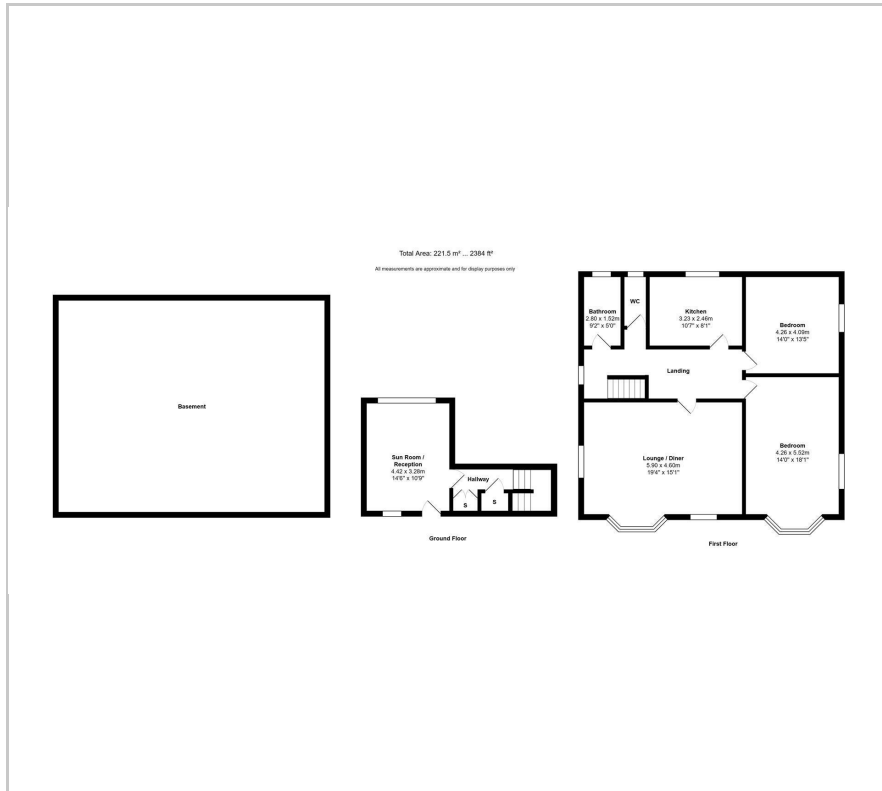 Total Area: 221.5 m² ... 2384 ft²
All measurements are approximate and for display purposes only
Basement
Sun Room /
Reception
4.42 x 3.28m
14'6" x 10'9"
Hallway
S
S
Ground Floor
Bathroom
2.80 x 1.52m
9'2" x 5'0"
WC
Kitchen
3.23 x 2.46m
10'7" x 8'1"
Bedroom
4.26 x 4.09m
14'0" x 13'5"
Landing
Lounge / Diner
5.90 x 4.60m
19'4" x 15'1"
Bedroom
4.26 x 5.52m
14'0" x 18'1"
First Floor